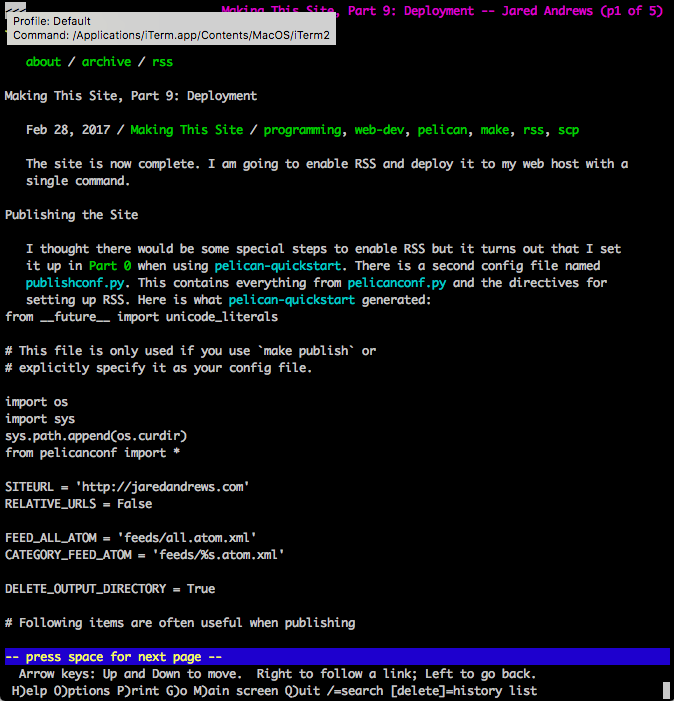 <<<
Making This Site, Part 9: Deployment -- Jared Andrews (p1 of 5)
Profile: Default
Command: /Applications/iTerm.app/Contents/MacOS/iTerm2
about / archive / rss
Making This Site, Part 9: Deployment
Feb 28, 2017 / Making This Site / programming, web-dev, pelican, make, rss, scp
The site is now complete. I am going to enable RSS and deploy it to my web host with a
single command.
Publishing the Site
I thought there would be some special steps to enable RSS but it turns out that I set
it up in Part 0 when using pelican-quickstart. There is a second config file named
publishconf.py. This contains everything from pelicanconf.py and the directives for
setting up RSS. Here is what pelican-quickstart generated:
from __future__ import unicode_literals
# This file is only used if you use `make publish` or
# explicitly specify it as your config file.
import os
import sys
sys.path.append(os.curdir)
from pelicanconf import *
SITEURL = 'http://jaredandrews.com'
RELATIVE_URLS = False
FEED_ALL_ATOM = 'feeds/all.atom.xml'
CATEGORY_FEED_ATOM = 'feeds/%s.atom.xml'
DELETE_OUTPUT_DIRECTORY = True
# Following items are often useful when publishing
-- press space for next page --
Arrow keys: Up and Down to move.  Right to follow a link; Left to go back.
H)elp O)ptions P)rint G)o M)ain screen Q)uit /=search [delete]=history list